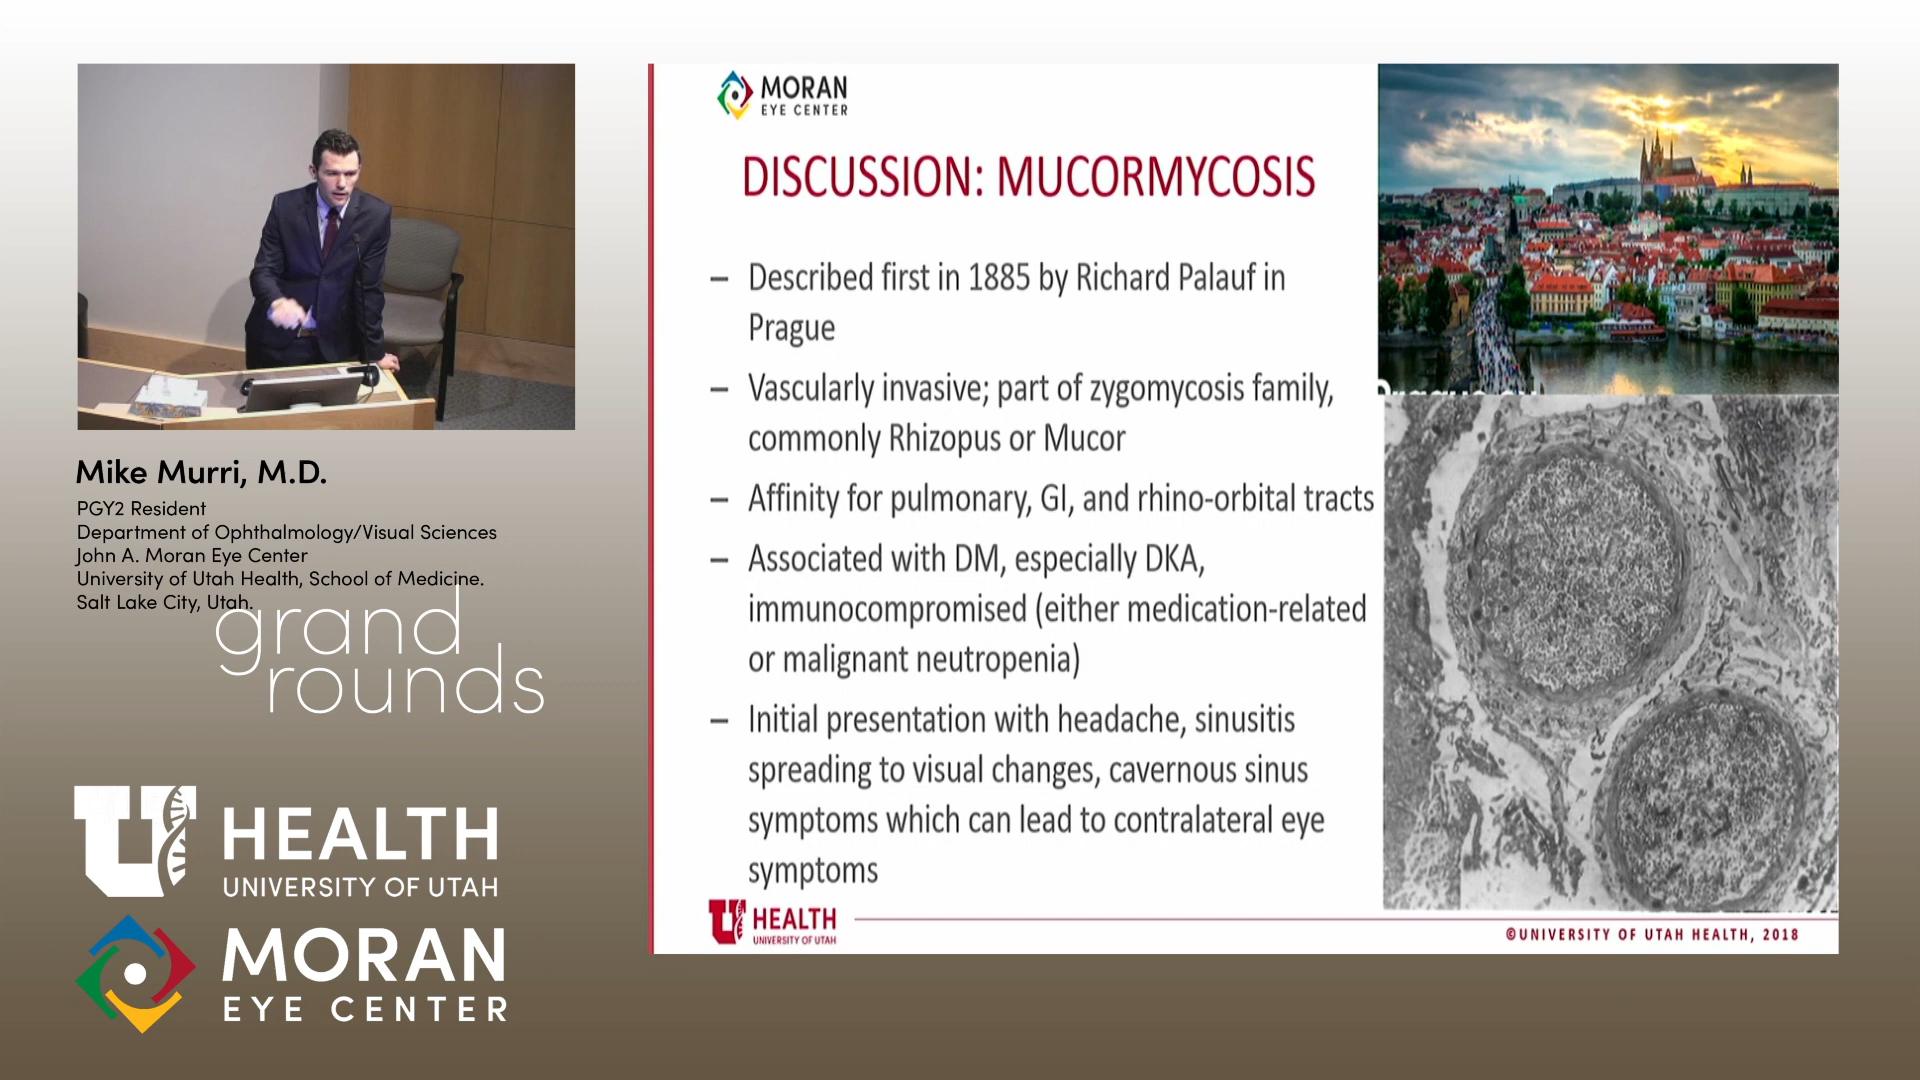 Mike Murri, M.D.
PGY2 Resident
Department of Ophthalmology/Visual Sciences
John A. Moran Eye Center
University of Utah Health, School of Medicine.
Salt Lake City, Utah.
grand
rounds
U HEALTH
UNIVERSITY OF UTAH
MORAN
EYE CENTER
MORAN
EYE CENTER
DISCUSSION: MUCORMYCOSIS
– Described first in 1885 by Richard Palauf in
Prague
– Vascularly invasive; part of zygomycosis family,
commonly Rhizopus or Mucor
– Affinity for pulmonary, GI, and rhino-orbital tracts
– Associated with DM, especially DKA,
immunocompromised (either medication-related
or malignant neutropenia)
– Initial presentation with headache, sinusitis
spreading to visual changes, cavernous sinus
symptoms which can lead to contralateral eye
symptoms
U HEALTH
UNIVERSITY OF UTAH
©UNIVERSITY OF UTAH HEALTH, 2018